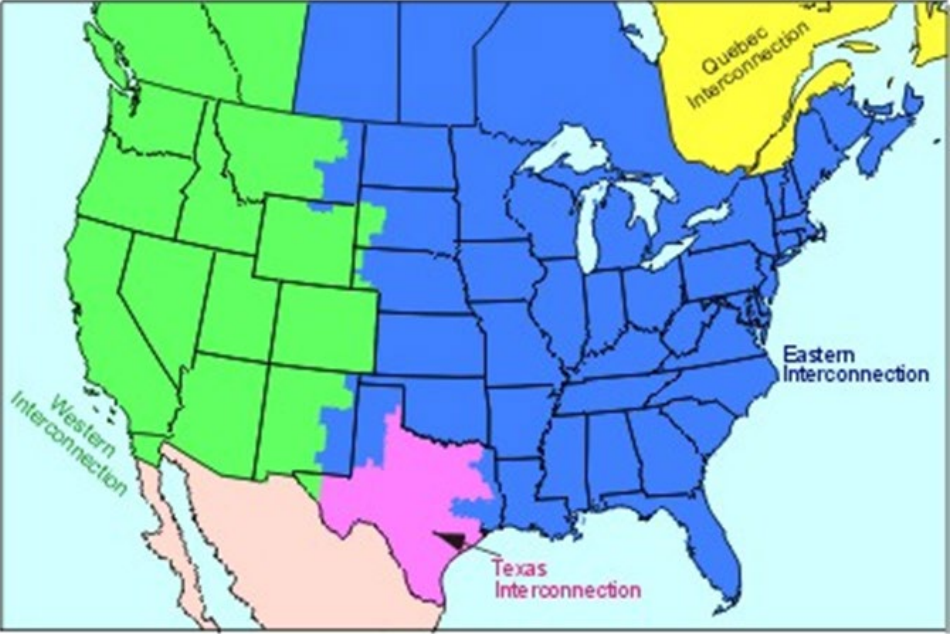 Quebec
Interconnection
Eastern
Interconnection
Western
Interconnection
Texas
Interconnection